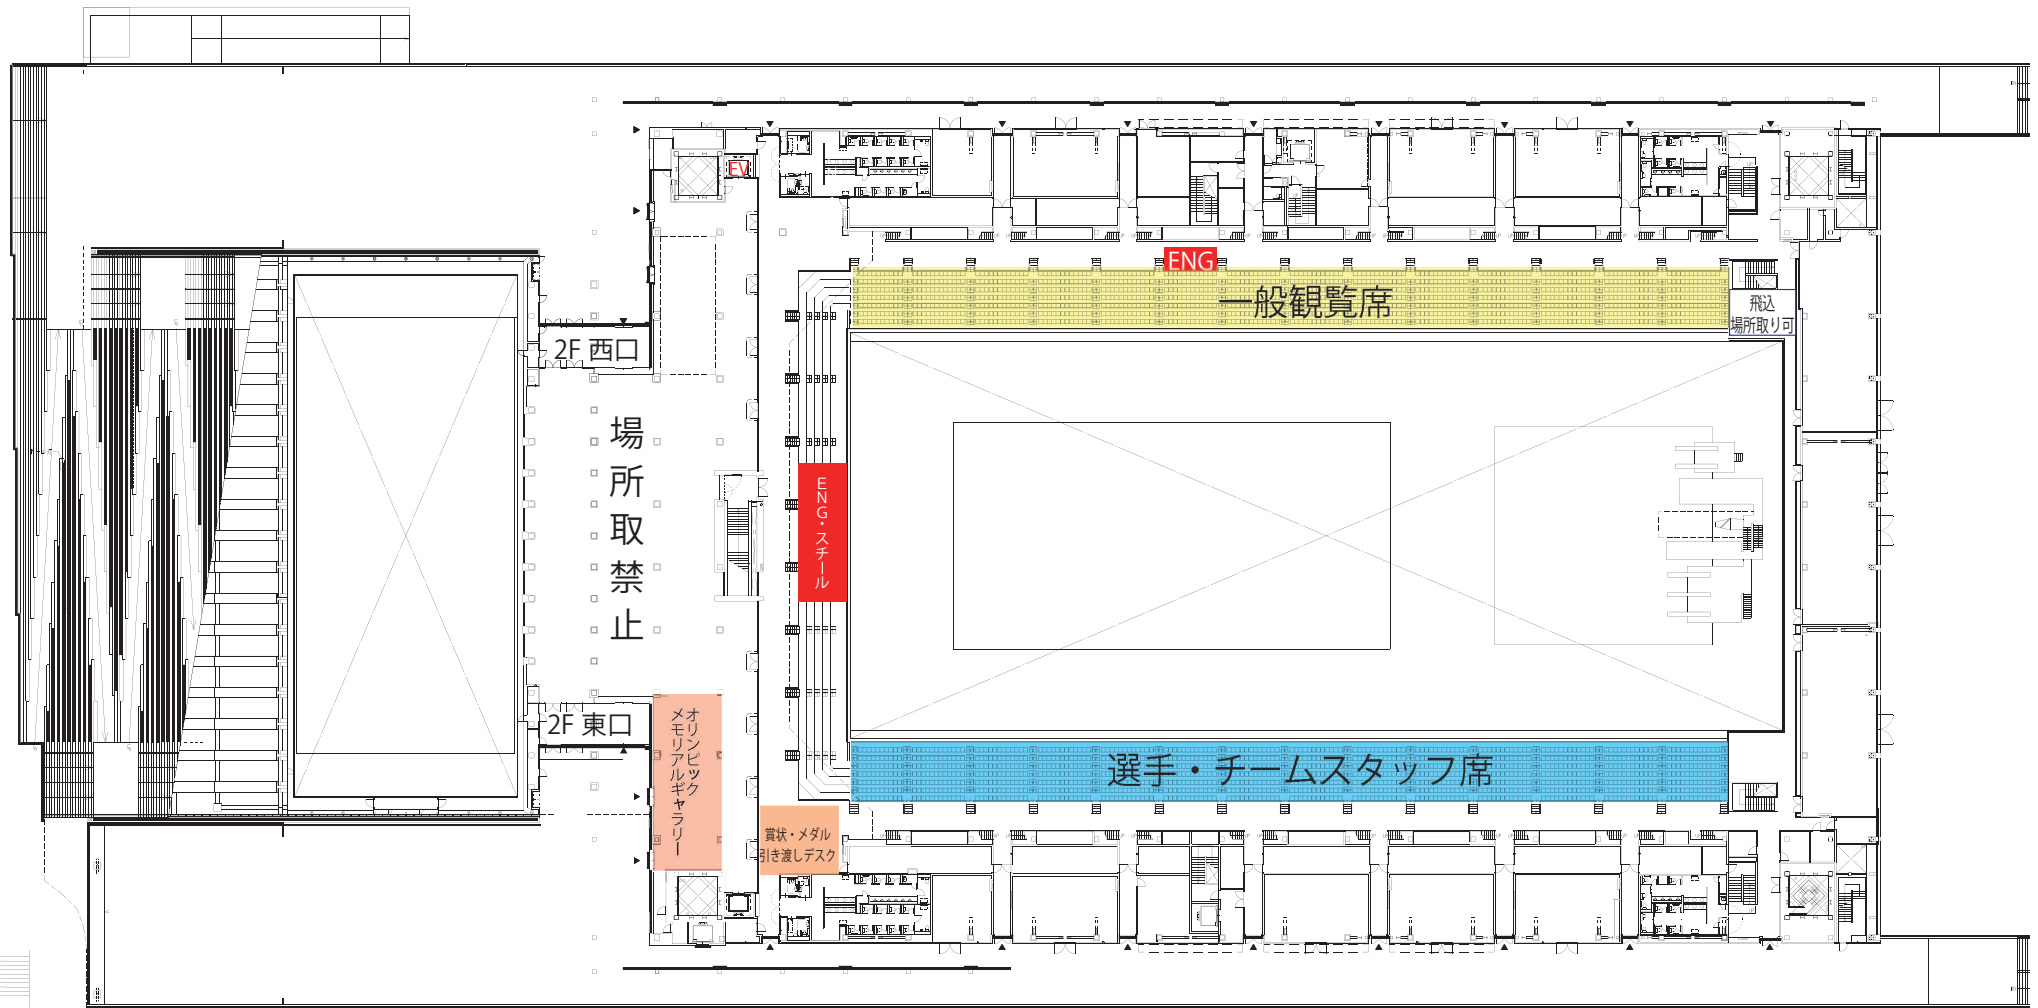 EV
ENG
一般観覧席
飛込
場所取り可
2F 西口
場所取禁止
ENG・スチール
2F 東口
オリンピック
メモリアルギャラリー
選手・チームスタッフ席
賞状・メダル
引き渡しデスク